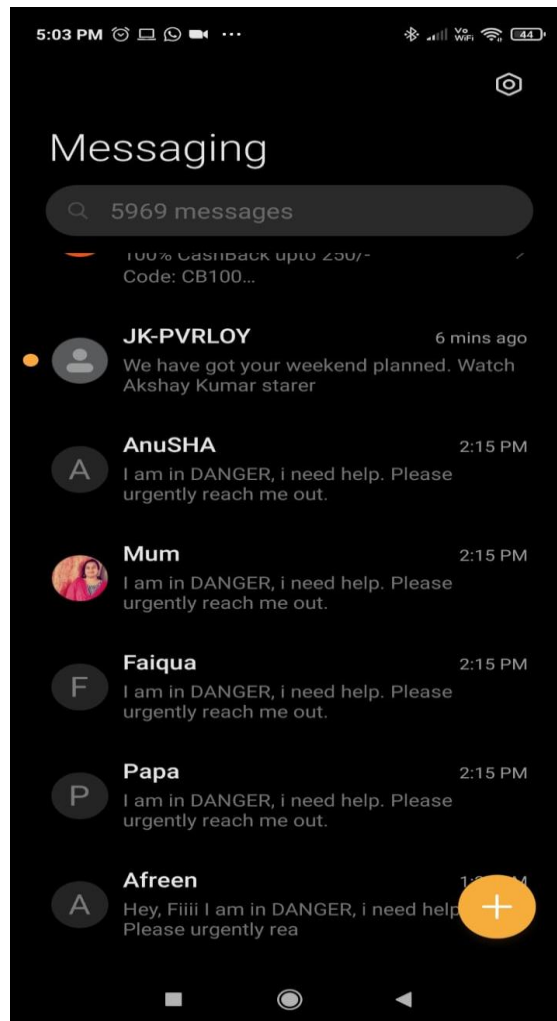 5:03 PM
Vo
WiFi
44
Messaging
5969 messages
100% CashBack upto 250/-
Code: CB100...
JK-PVRLOY 6 mins ago
We have got your weekend planned. Watch
Akshay Kumar starer
A
AnuSHA 2:15 PM
I am in DANGER, i need help. Please
urgently reach me out.
Mum 2:15 PM
I am in DANGER, i need help. Please
urgently reach me out.
F
Faiqua 2:15 PM
I am in DANGER, i need help. Please
urgently reach me out.
P
Papa 2:15 PM
I am in DANGER, i need help. Please
urgently reach me out.
A
Afreen
Hey, Fiiii I am in DANGER, i need help
Please urgently rea